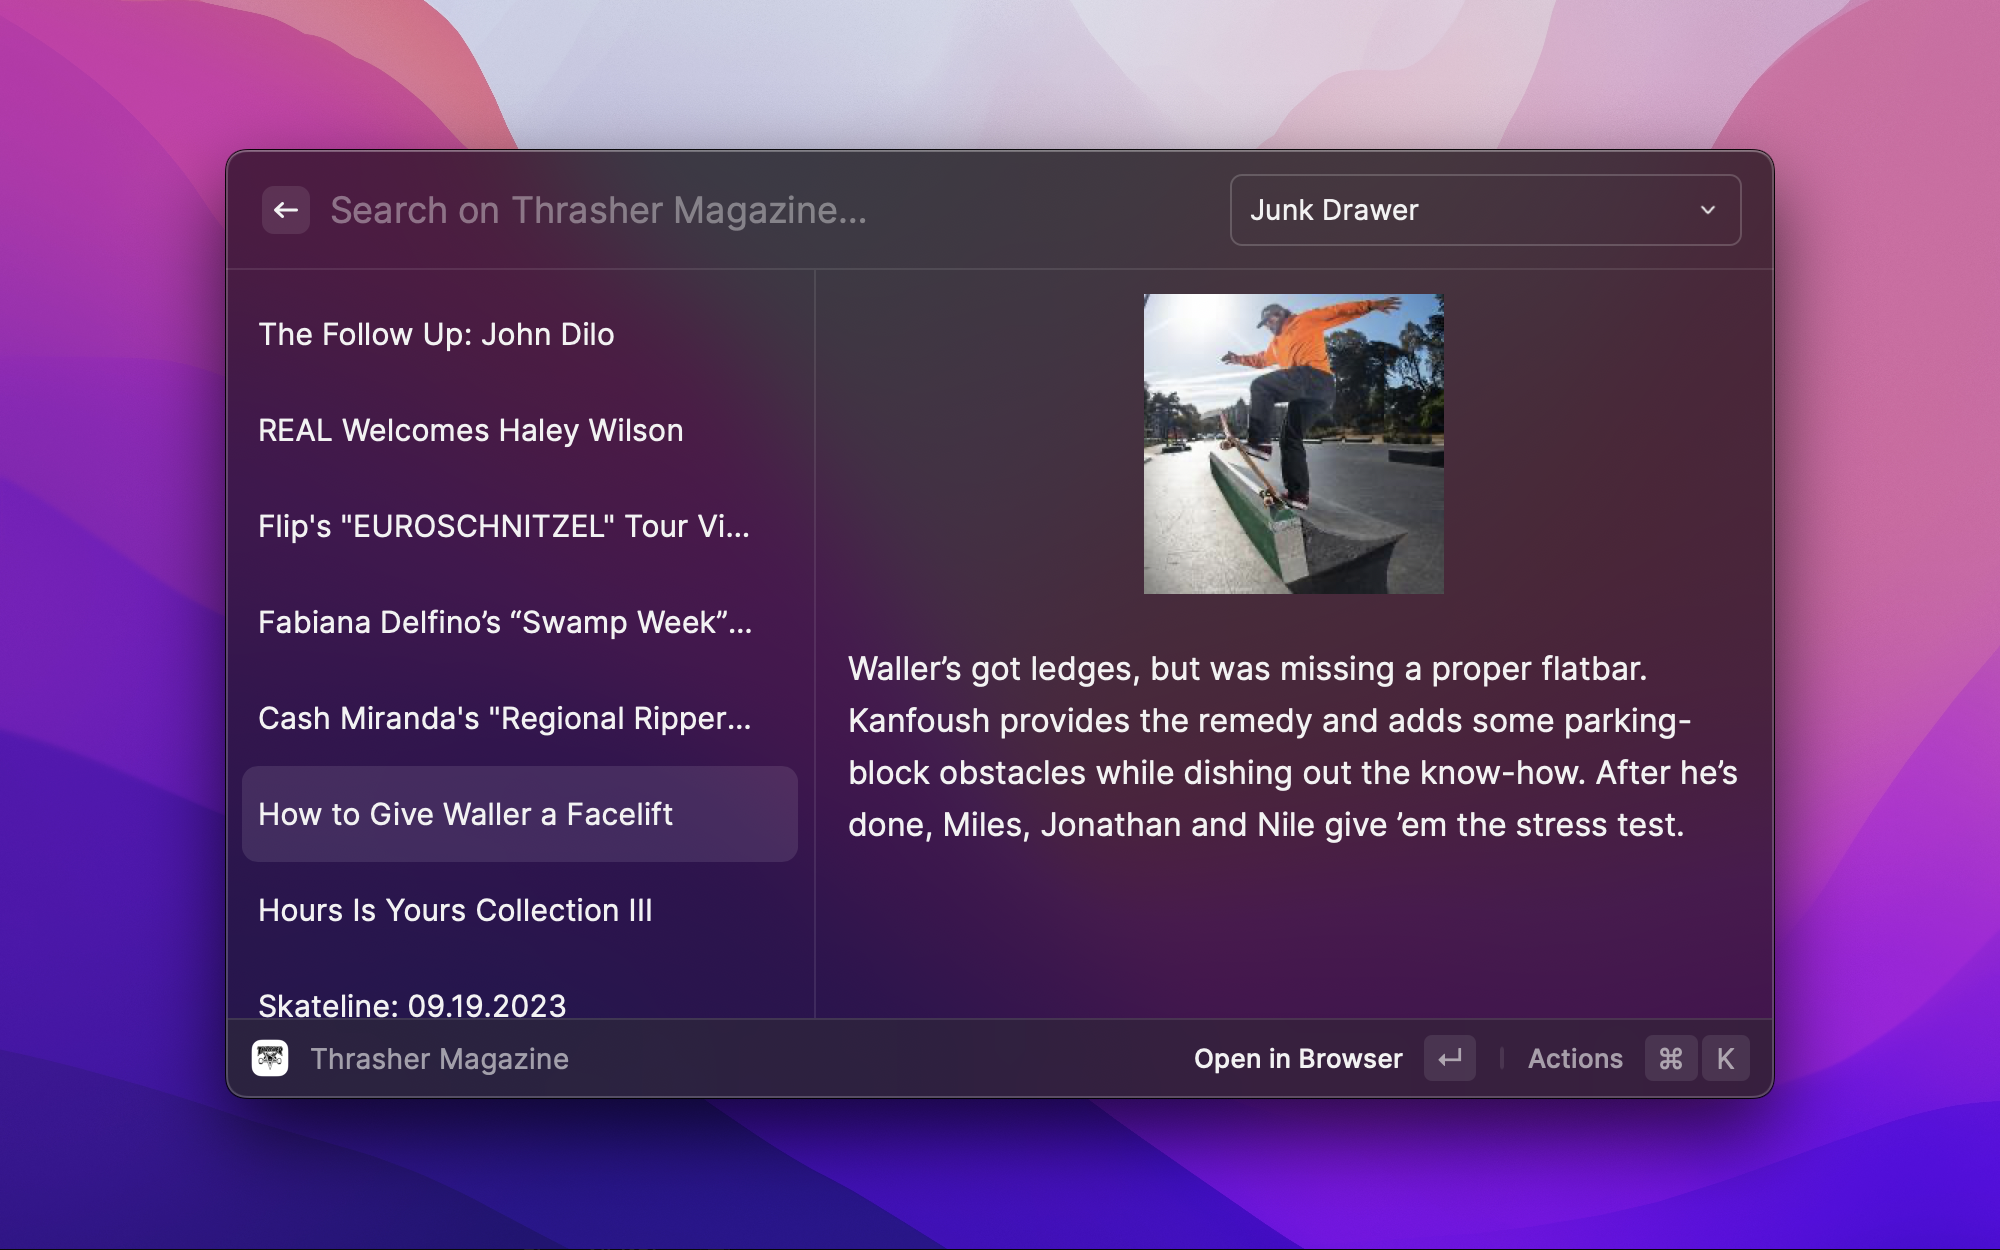 Search on Thrasher Magazine...
Junk Drawer
The Follow Up: John Dilo
REAL Welcomes Haley Wilson
Flip's "EUROSCHNITZEL" Tour Vi...
Fabiana Delfino’s “Swamp Week”...
Cash Miranda's "Regional Ripper...
How to Give Waller a Facelift
Hours Is Yours Collection III
Skateline: 09.19.2023
Waller’s got ledges, but was missing a proper flatbar.
Kanfoush provides the remedy and adds some parking-
block obstacles while dishing out the know-how. After he’s
done, Miles, Jonathan and Nile give ’em the stress test.
Thrasher Magazine
Open in Browser
Actions
⌘ K